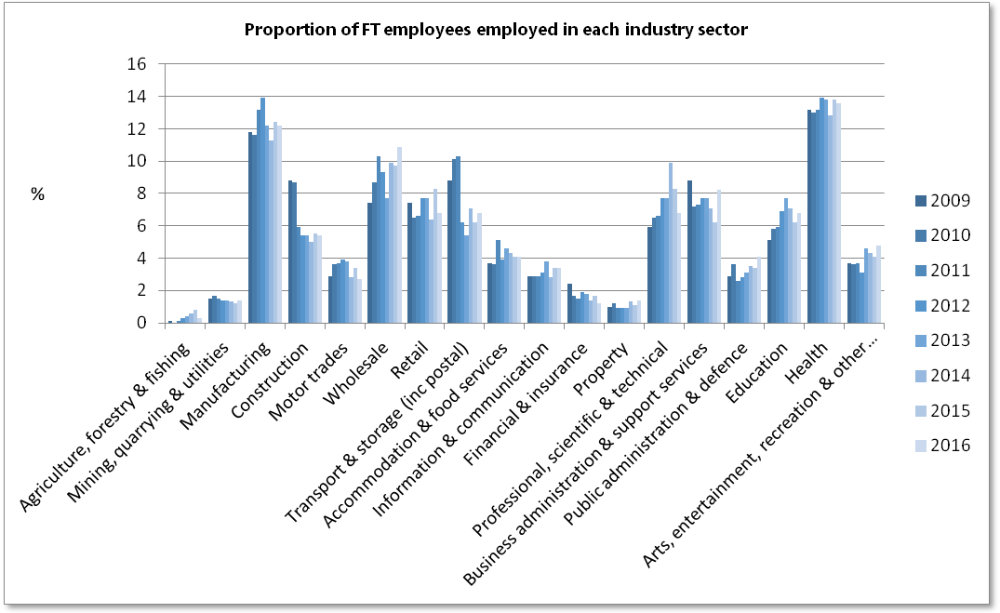 Proportion of FT employees employed in each industry sector
16
14
12
10
8
6
4
2
0
%
Agriculture, forestry & fishing
Mining, quarrying & utilities
Manufacturing
Construction
Motor trades
Wholesale
Retail
Transport & storage (inc postal)
Accommodation & food services
Information & communication
Financial & insurance
Property
Professional, scientific & technical
Business administration & support services
Public administration & defence
Education
Health
Arts, entertainment, recreation & other...
2009
2010
2011
2012
2013
2014
2015
2016